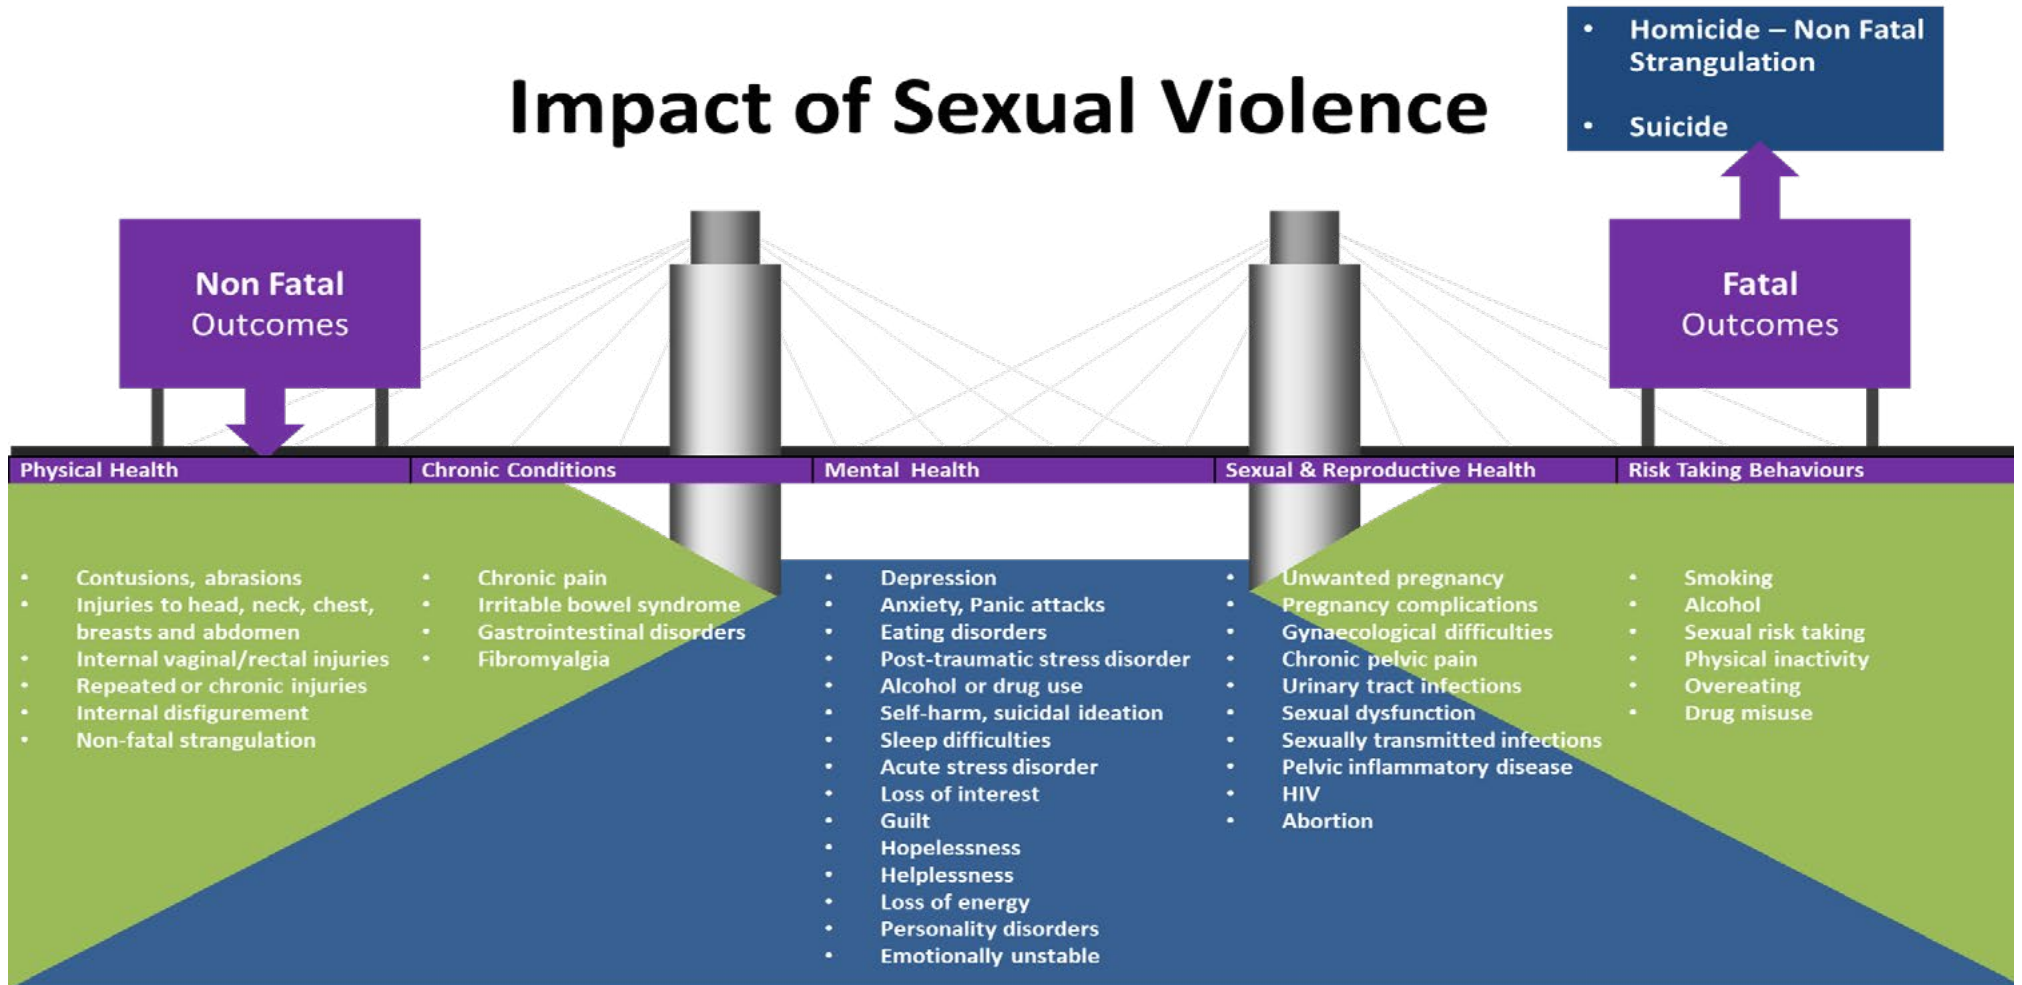 Impact of Sexual Violence
• Homicide – Non Fatal
Strangulation
• Suicide
Non Fatal
Outcomes
Fatal
Outcomes
Physical Health
• Contusions, abrasions
• Injuries to head, neck, chest,
breasts and abdomen
• Internal vaginal/rectal injuries
• Repeated or chronic injuries
• Internal disfigurement
• Non-fatal strangulation
Chronic Conditions
• Chronic pain
• Irritable bowel syndrome
• Gastrointestinal disorders
• Fibromyalgia
Mental Health
• Depression
• Anxiety, Panic attacks
• Eating disorders
• Post-traumatic stress disorder
• Alcohol or drug use
• Self-harm, suicidal ideation
• Sleep difficulties
• Acute stress disorder
• Loss of interest
• Guilt
• Hopelessness
• Helplessness
• Loss of energy
• Personality disorders
• Emotionally unstable
Sexual & Reproductive Health
• Unwanted pregnancy
• Pregnancy complications
• Gynaecological difficulties
• Chronic pelvic pain
• Urinary tract infections
• Sexual dysfunction
• Sexually transmitted infections
• Pelvic inflammatory disease
• HIV
• Abortion
Risk Taking Behaviours
• Smoking
• Alcohol
• Sexual risk taking
• Physical inactivity
• Overeating
• Drug misuse